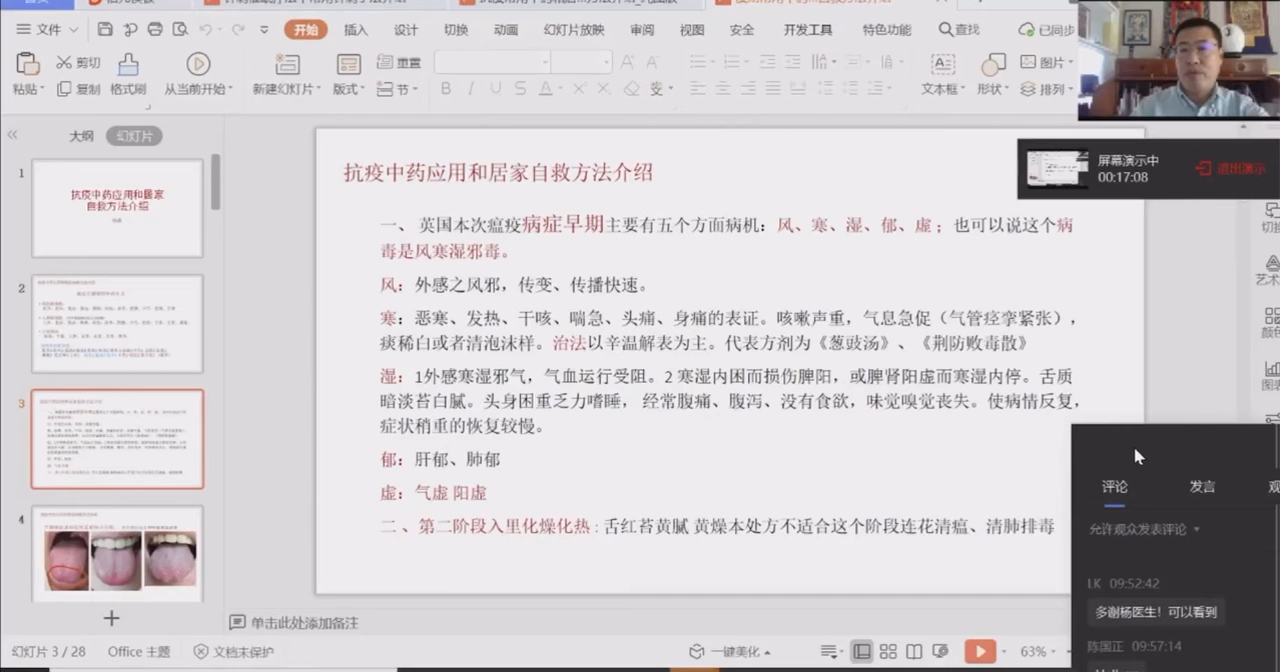 文件
开始
插入
设计
切换
动画
幻灯片放映
审阅
视图
安全
开发工具
特色功能
查找
已同步
粘贴
剪切
复制
格式刷
从当前开始
新建幻灯片
版式
重置
节
B I U S A
变
文本框
形状
图片
排列
大纲
幻灯片
屏幕演示中
00:17:08
退出演示
1
抗疫中药应用和居家
自救方法介绍
2
3
4
抗疫中药应用和居家自救方法介绍
一、 英国本次瘟疫病症早期主要有五个方面病机：风、寒、湿、郁、虚；也可以说这个病
毒是风寒湿邪毒。
风：外感之风邪，传变、传播快速。
寒：恶寒、发热、干咳、喘急、头痛、身痛的表证。咳嗽声重，气息急促（气管痉挛紧张），
痰稀白或者清泡沫样。治法以辛温解表为主。代表方剂为《葱豉汤》、《荆防败毒散》
湿：1外感寒湿邪气，气血运行受阻。2 寒湿内困而损伤脾阳，或脾肾阳虚而寒湿内停。舌质
暗淡苔白腻。头身困重乏力嗜睡， 经常腹痛、腹泻、没有食欲，味觉嗅觉丧失。使病情反复，
症状稍重的恢复较慢。
郁：肝郁、肺郁
虚：气虚 阳虚
二 、第二阶段入里化燥化热 : 舌红苔黄腻 黄燥本处方不适合这个阶段连花清瘟、清肺排毒
评论
发言
允许观众发表评论
LK 09:52:42
多谢杨医生！可以看到
陈国正 09:57:14
单击此处添加备注
幻灯片 3 / 28
Office 主题
文档未保护
一键美化
63%